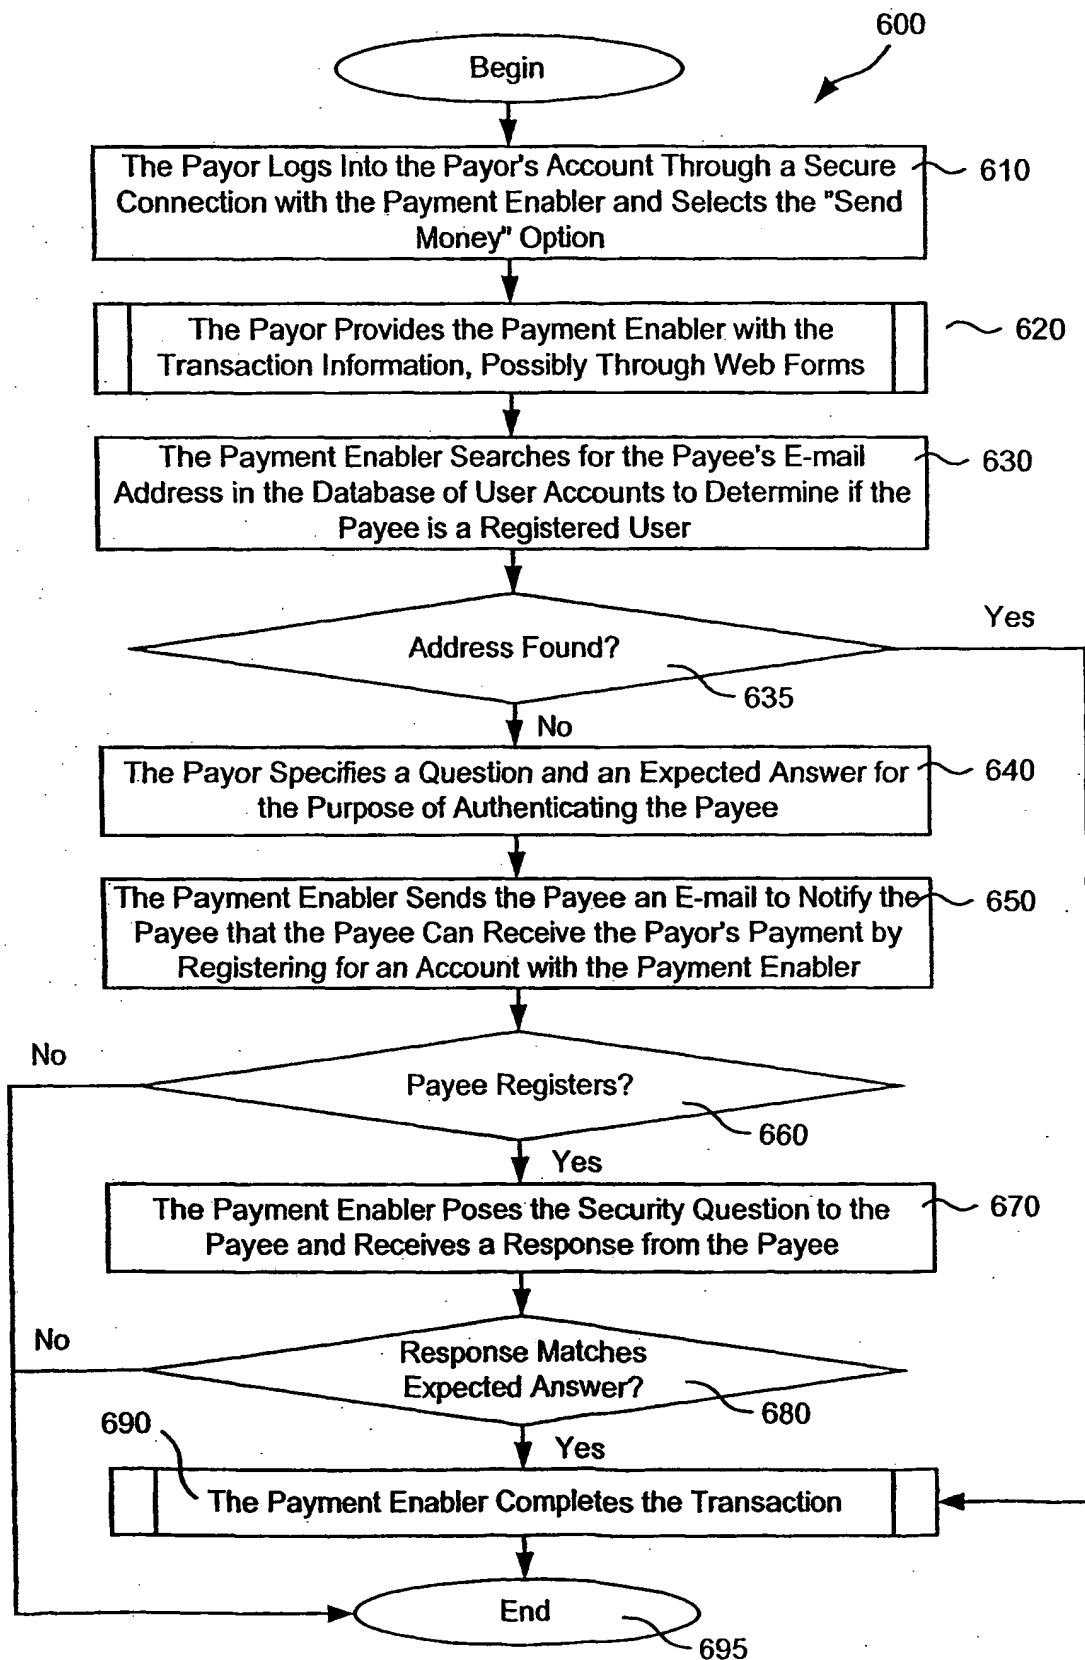 600
Begin
The Payor Logs Into the Payor's Account Through a Secure
Connection with the Payment Enabler and Selects the "Send
Money" Option
610
The Payor Provides the Payment Enabler with the
Transaction Information, Possibly Through Web Forms
620
The Payment Enabler Searches for the Payee's E-mail
Address in the Database of User Accounts to Determine if the
Payee is a Registered User
630
Address Found?
Yes
635
No
The Payor Specifies a Question and an Expected Answer for
the Purpose of Authenticating the Payee
640
The Payment Enabler Sends the Payee an E-mail to Notify the
Payee that the Payee Can Receive the Payor's Payment by
Registering for an Account with the Payment Enabler
650
No
Payee Registers?
660
Yes
The Payment Enabler Poses the Security Question to the
Payee and Receives a Response from the Payee
670
No
Response Matches
Expected Answer?
680
690
Yes
The Payment Enabler Completes the Transaction
End
695